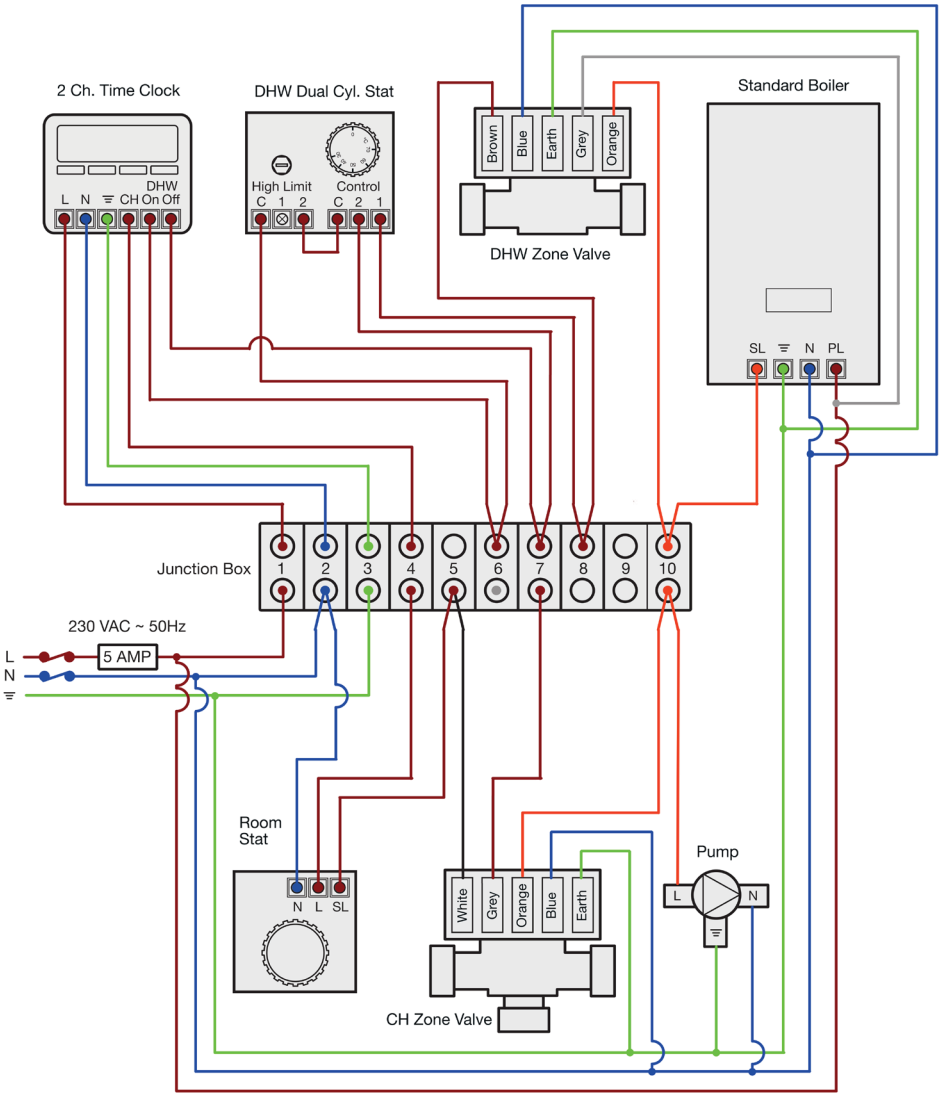 2 Ch. Time Clock
DHW
L N CH On Off
DHW Dual Cyl. Stat
High Limit Control
C 1 2 C 2 1
Brown Blue Earth Grey Orange
DHW Zone Valve
Standard Boiler
SL N PL
Junction Box
1 2 3 4 5 6 7 8 9 10
230 VAC ~ 50Hz
L 5 AMP
N
Room
Stat
N L SL
White Grey Orange Blue Earth
CH Zone Valve
Pump
L N